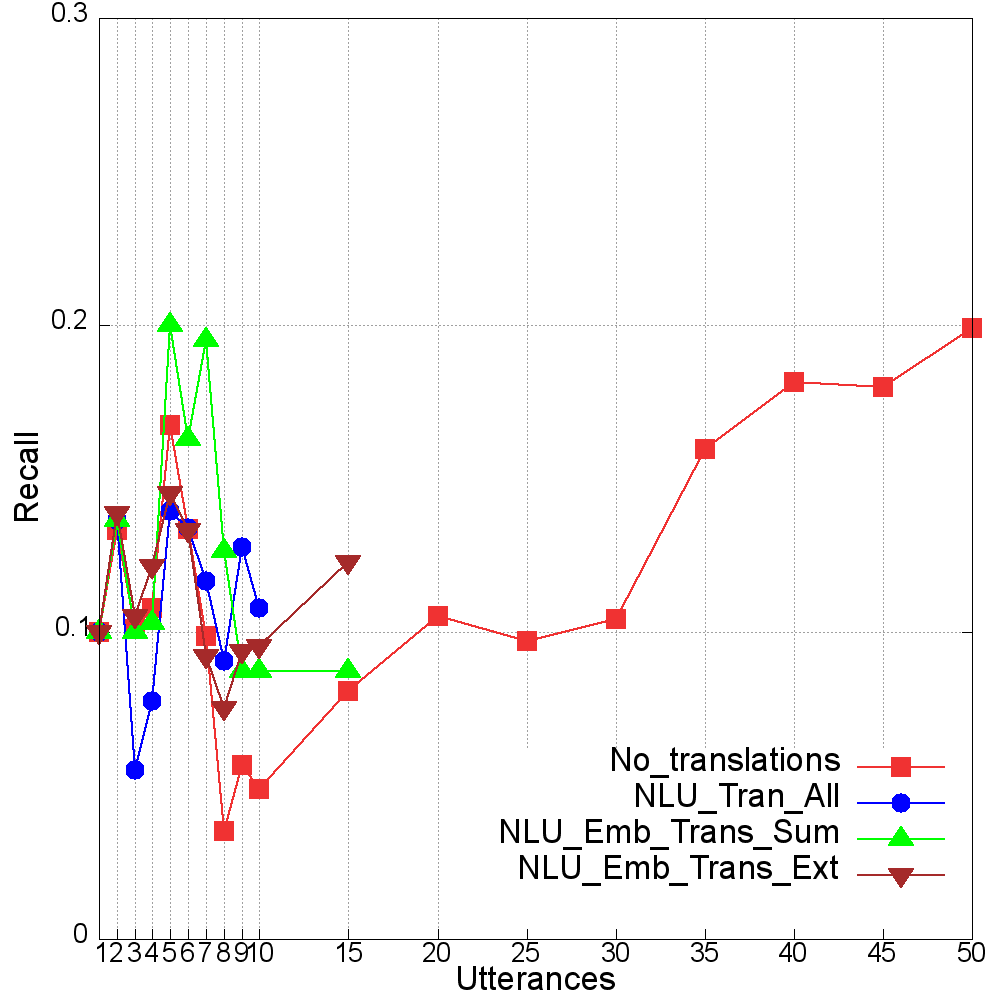 0.3
0.2
0.1
0
Recall
No_translations
NLU_Tran_All
NLU_Emb_Trans_Sum
NLU_Emb_Trans_Ext
1 2 3 4 5 6 7 8 9 10 15 20 25 30 35 40 45 50
Utterances